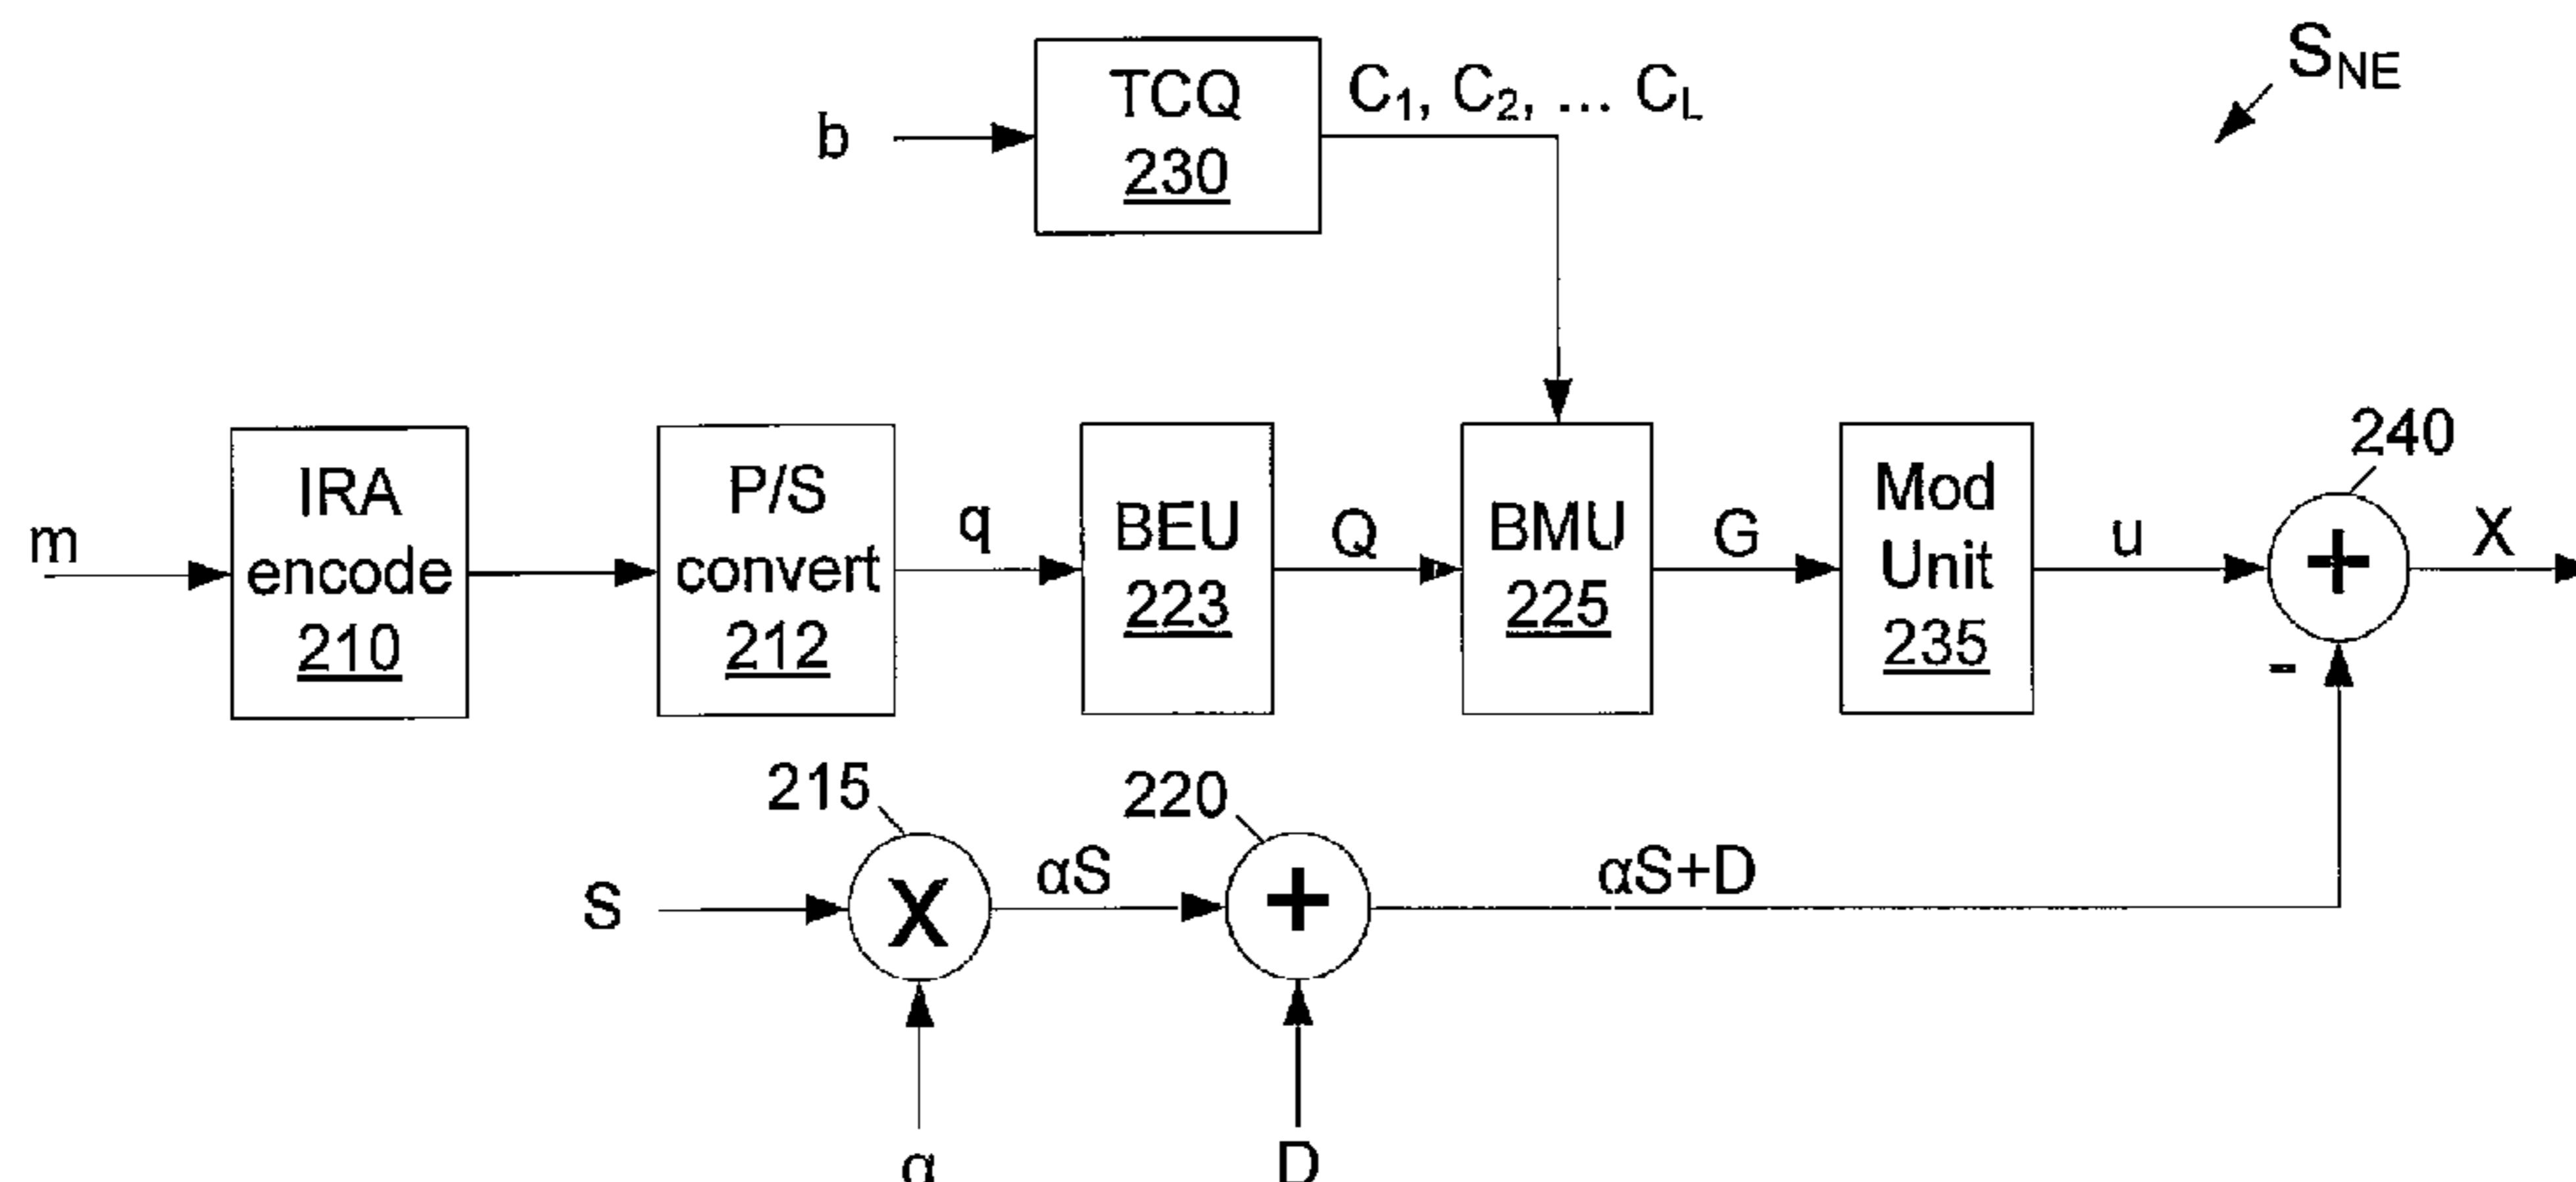 S_NE
TCQ
230
C₁, C₂, ... C_L
b
240
m
IRA
encode
210
P/S
convert
212
q
BEU
223
Q
BMU
225
G
Mod
Unit
235
u
+
X
-
215
220
S
X
αS
+
αS+D
α
D